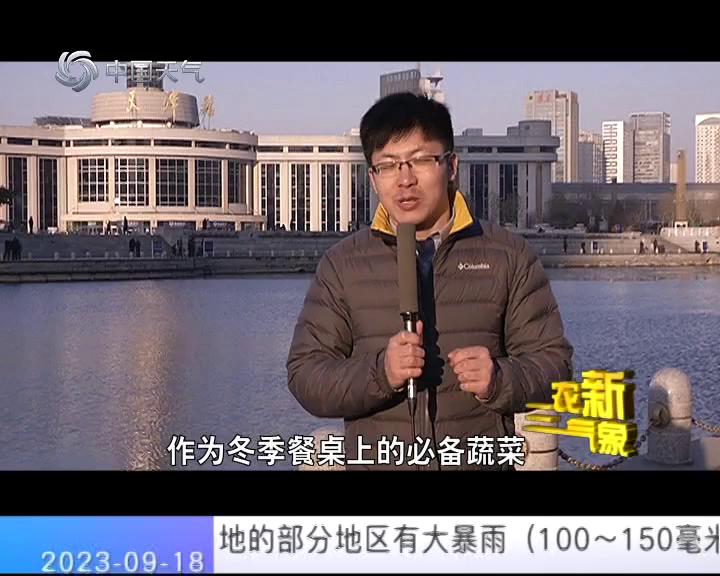 中国天气
天津站
Columbia
新
农
气象
作为冬季餐桌上的必备蔬菜
2023-09-18
地的部分地区有大暴雨（100～150毫米